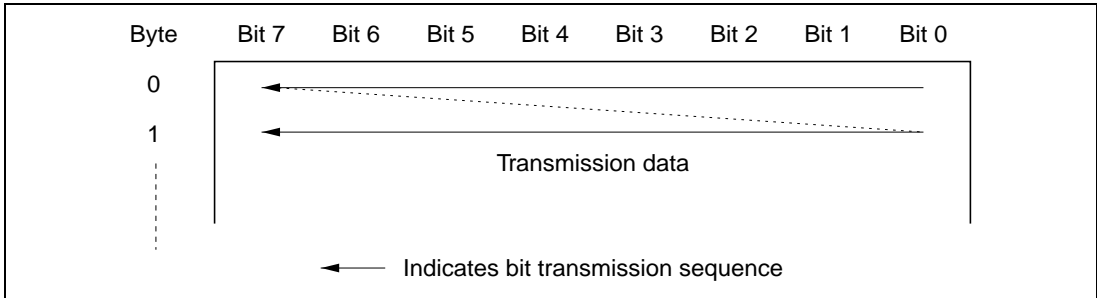 Byte Bit 7 Bit 6 Bit 5 Bit 4 Bit 3 Bit 2 Bit 1 Bit 0
0
1
Transmission data
Indicates bit transmission sequence